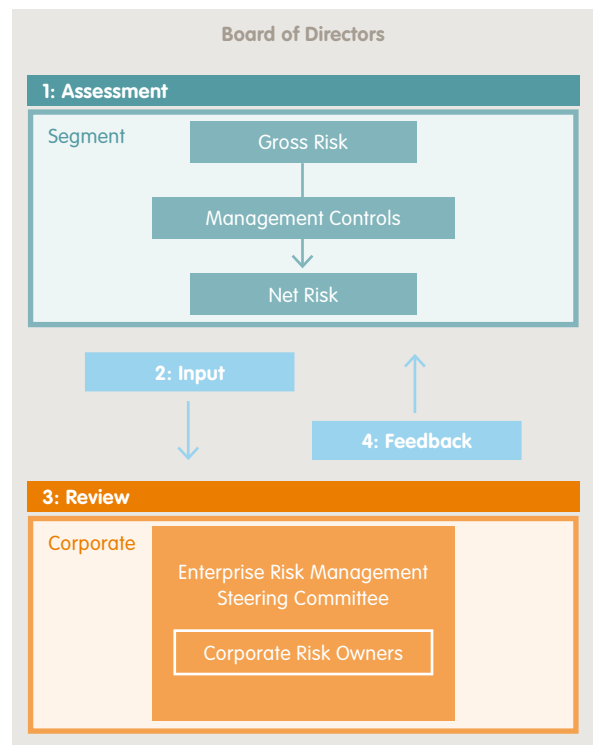 Board of Directors
1: Assessment
Segment
Gross Risk
Management Controls
Net Risk
2: Input
4: Feedback
3: Review
Corporate
Enterprise Risk Management
Steering Committee
Corporate Risk Owners